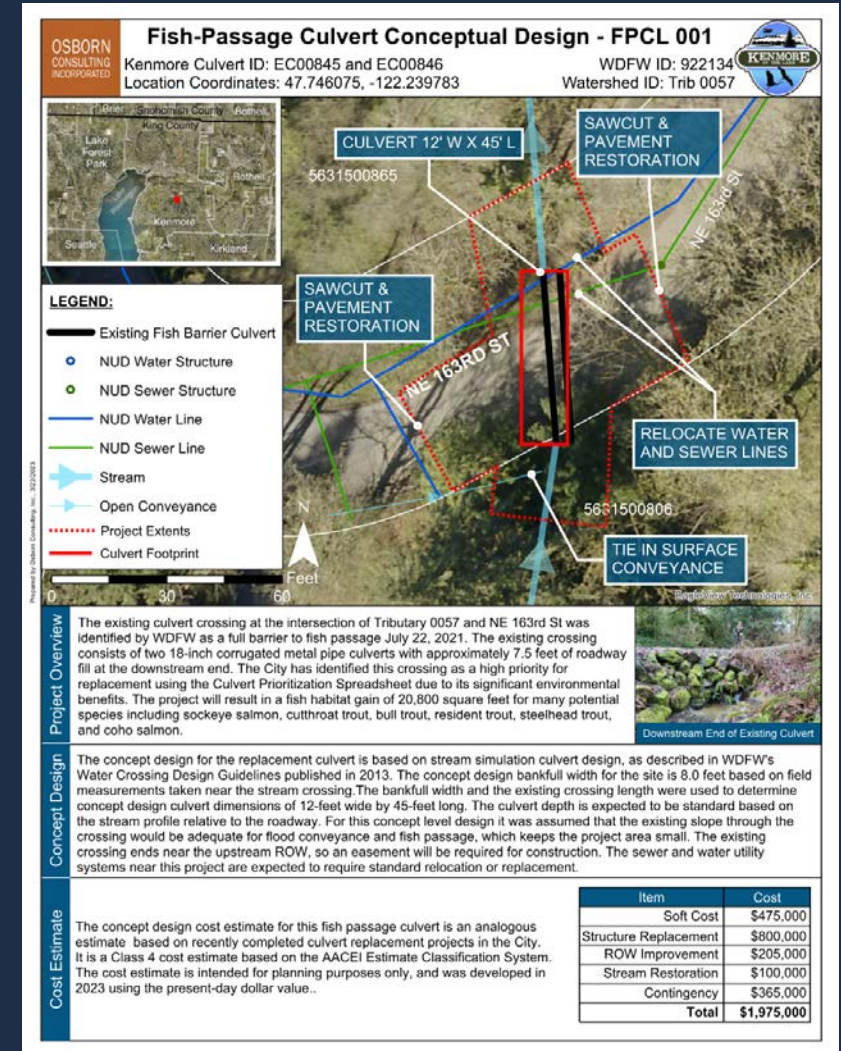 OSBORN
CONSULTING
INCORPORATED
Fish-Passage Culvert Conceptual Design - FPCL 001
Kenmore Culvert ID: EC00845 and EC00846
WDFW ID: 922134
Location Coordinates: 47.746075, -122.239783
Watershed ID: Trib 0057
KENMORE
Brier
Snohomish County
Bothell
King County
Lake
Forest
Park
Bothell
Kenmore
Seattle
Kirkland
CULVERT 12' W X 45' L
SAWCUT &
PAVEMENT
RESTORATION
5631500865
NE 163rd St
SAWCUT &
PAVEMENT
RESTORATION
NE 163RD ST
RELOCATE WATER
AND SEWER LINES
5631500806
TIE IN SURFACE
CONVEYANCE
EagleView Technologies, Inc.
LEGEND:
Existing Fish Barrier Culvert
NUD Water Structure
NUD Sewer Structure
NUD Water Line
NUD Sewer Line
Stream
Open Conveyance
Project Extents
Culvert Footprint
N
Feet
0 30 60
Prepared by Osborn Consulting, Inc., 3/23/2023
Project Overview
The existing culvert crossing at the intersection of Tributary 0057 and NE 163rd St was
identified by WDFW as a full barrier to fish passage July 22, 2021. The existing crossing
consists of two 18-inch corrugated metal pipe culverts with approximately 7.5 feet of roadway
fill at the downstream end. The City has identified this crossing as a high priority for
replacement using the Culvert Prioritization Spreadsheet due to its significant environmental
benefits. The project will result in a fish habitat gain of 20,800 square feet for many potential
species including sockeye salmon, cutthroat trout, bull trout, resident trout, steelhead trout,
and coho salmon.
Downstream End of Existing Culvert
Concept Design
The concept design for the replacement culvert is based on stream simulation culvert design, as described in WDFW's
Water Crossing Design Guidelines published in 2013. The concept design bankfull width for the site is 8.0 feet based on field
measurements taken near the stream crossing.The bankfull width and the existing crossing length were used to determine
concept design culvert dimensions of 12-feet wide by 45-feet long. The culvert depth is expected to be standard based on
the stream profile relative to the roadway. For this concept level design it was assumed that the existing slope through the
crossing would be adequate for flood conveyance and fish passage, which keeps the project area small. The existing
crossing ends near the upstream ROW, so an easement will be required for construction. The sewer and water utility
systems near this project are expected to require standard relocation or replacement.
Cost Estimate
The concept design cost estimate for this fish passage culvert is an analogous
estimate based on recently completed culvert replacement projects in the City.
It is a Class 4 cost estimate based on the AACEI Estimate Classification System.
The cost estimate is intended for planning purposes only, and was developed in
2023 using the present-day dollar value..
Item Cost
Soft Cost $475,000
Structure Replacement $800,000
ROW Improvement $205,000
Stream Restoration $100,000
Contingency $365,000
Total $1,975,000